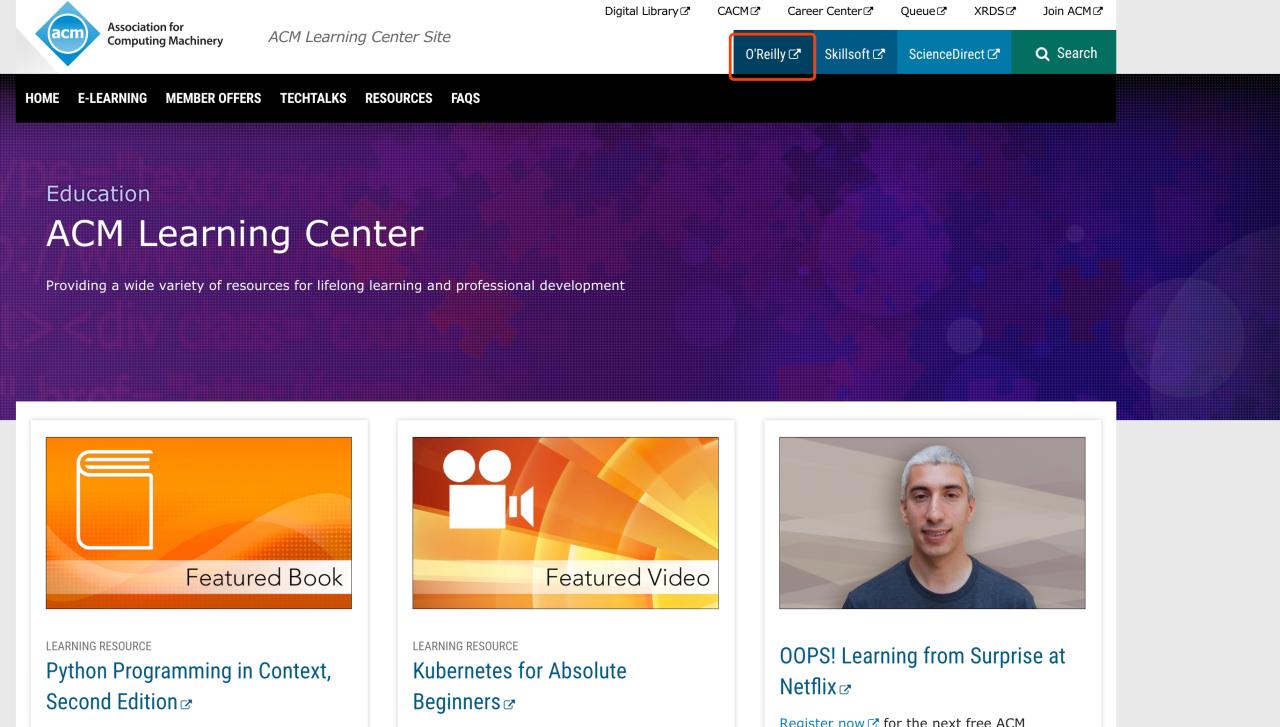 Digital Library CACM Career Center Queue XRDS Join ACM
acm
Association for
Computing Machinery
ACM Learning Center Site
O'Reilly Skillsoft ScienceDirect Search
HOME E-LEARNING MEMBER OFFERS TECHTALKS RESOURCES FAQS
Education
ACM Learning Center
Providing a wide variety of resources for lifelong learning and professional development
Featured Book
LEARNING RESOURCE
Python Programming in Context,
Second Edition
Featured Video
LEARNING RESOURCE
Kubernetes for Absolute
Beginners
OOPS! Learning from Surprise at
Netflix
Register now for the next free ACM